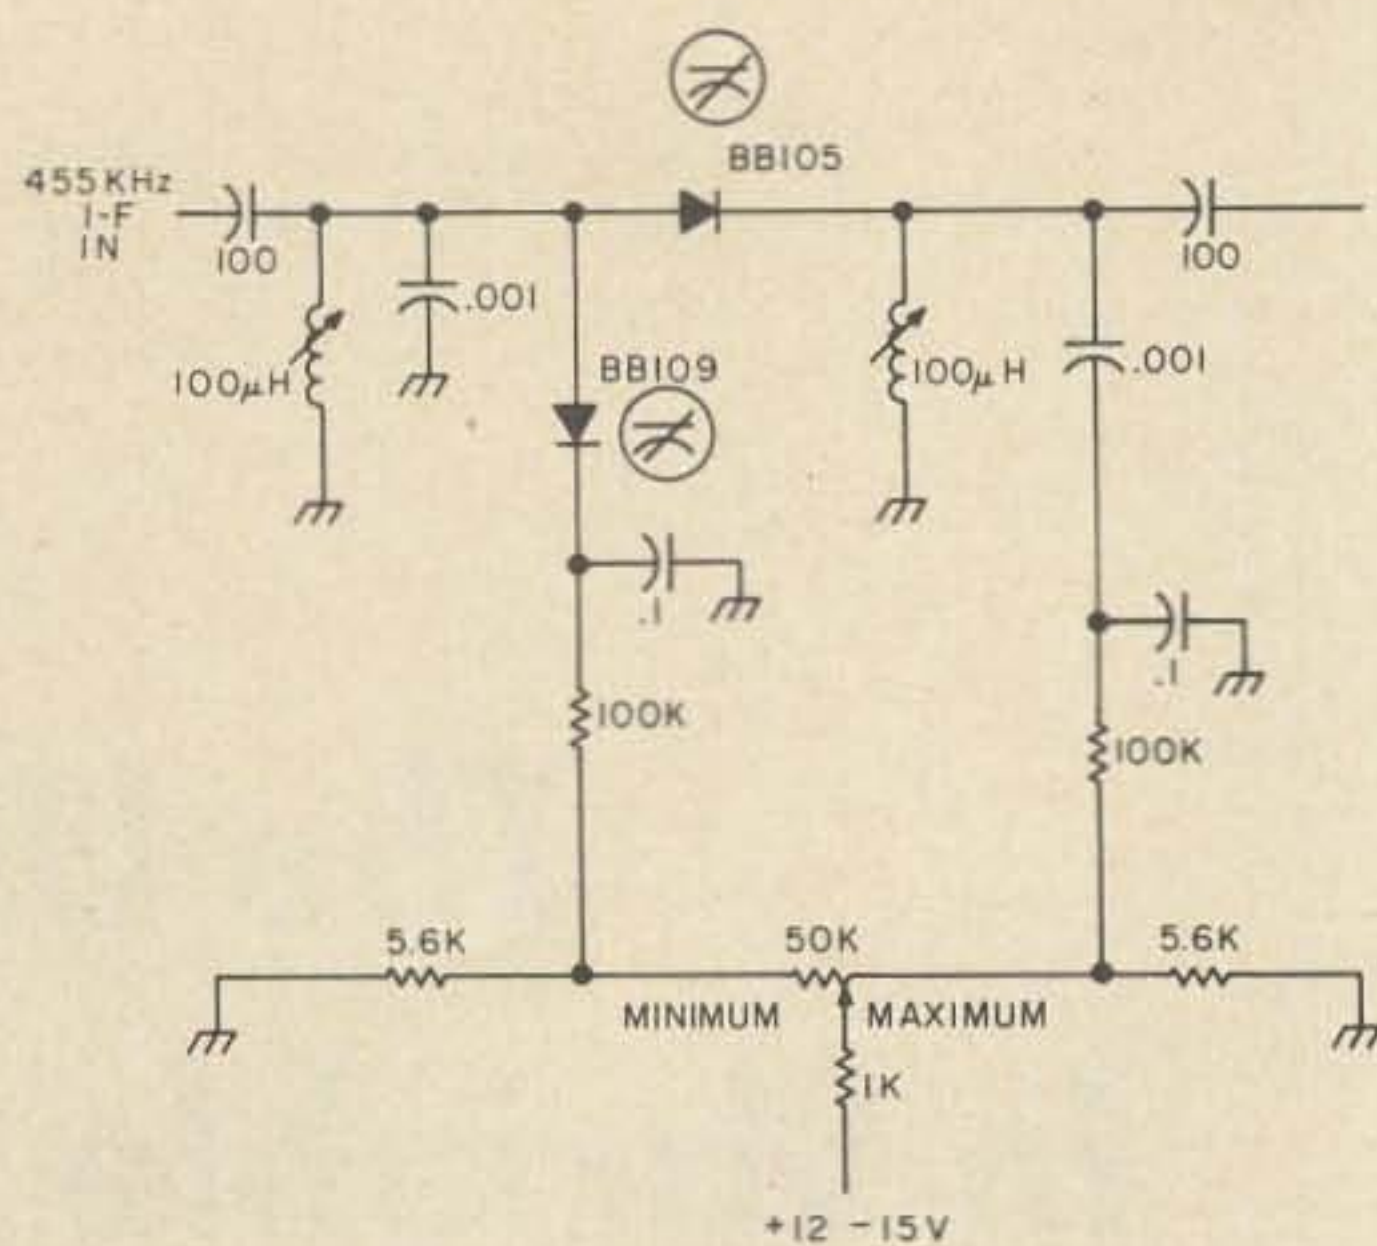 BB105
455KHz
I-F
IN
100
100
.001
.001
BB109
100µH
100µH
.1
.1
100K
100K
5.6K
50K
5.6K
MINIMUM
MAXIMUM
1K
+12 -15V